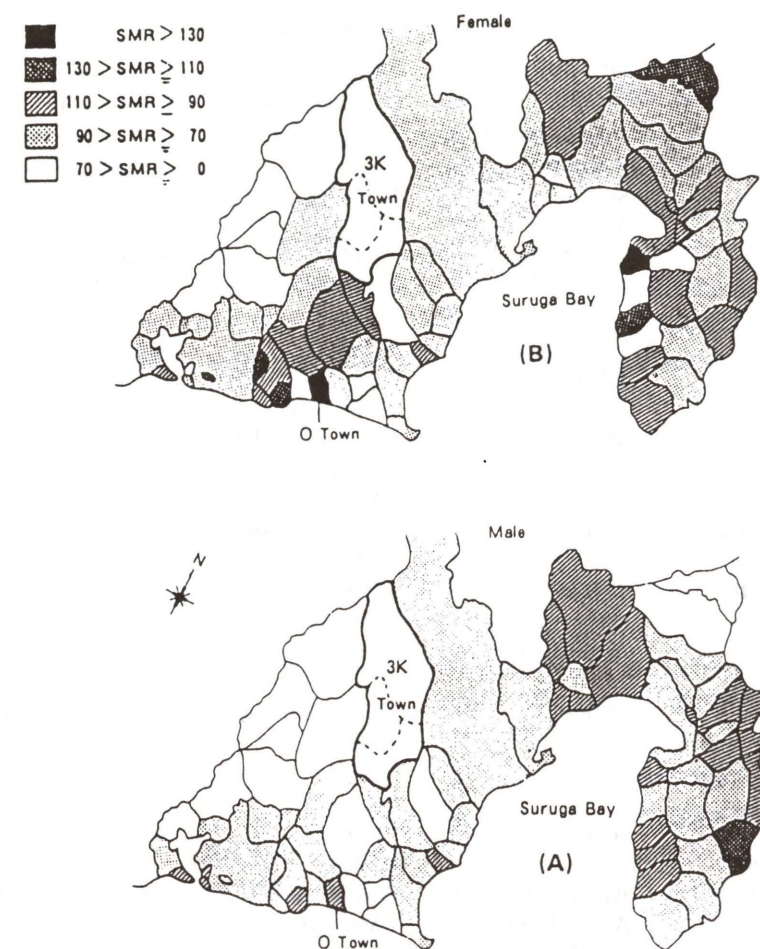 Female
SMR > 130
130 > SMR ≧ 110
110 > SMR ≥ 90
90 > SMR ≧ 70
70 > SMR ≧ 0
3K
Town
Suruga Bay
(B)
O Town
Male
N
3K
Town
Suruga Bay
(A)
O Town